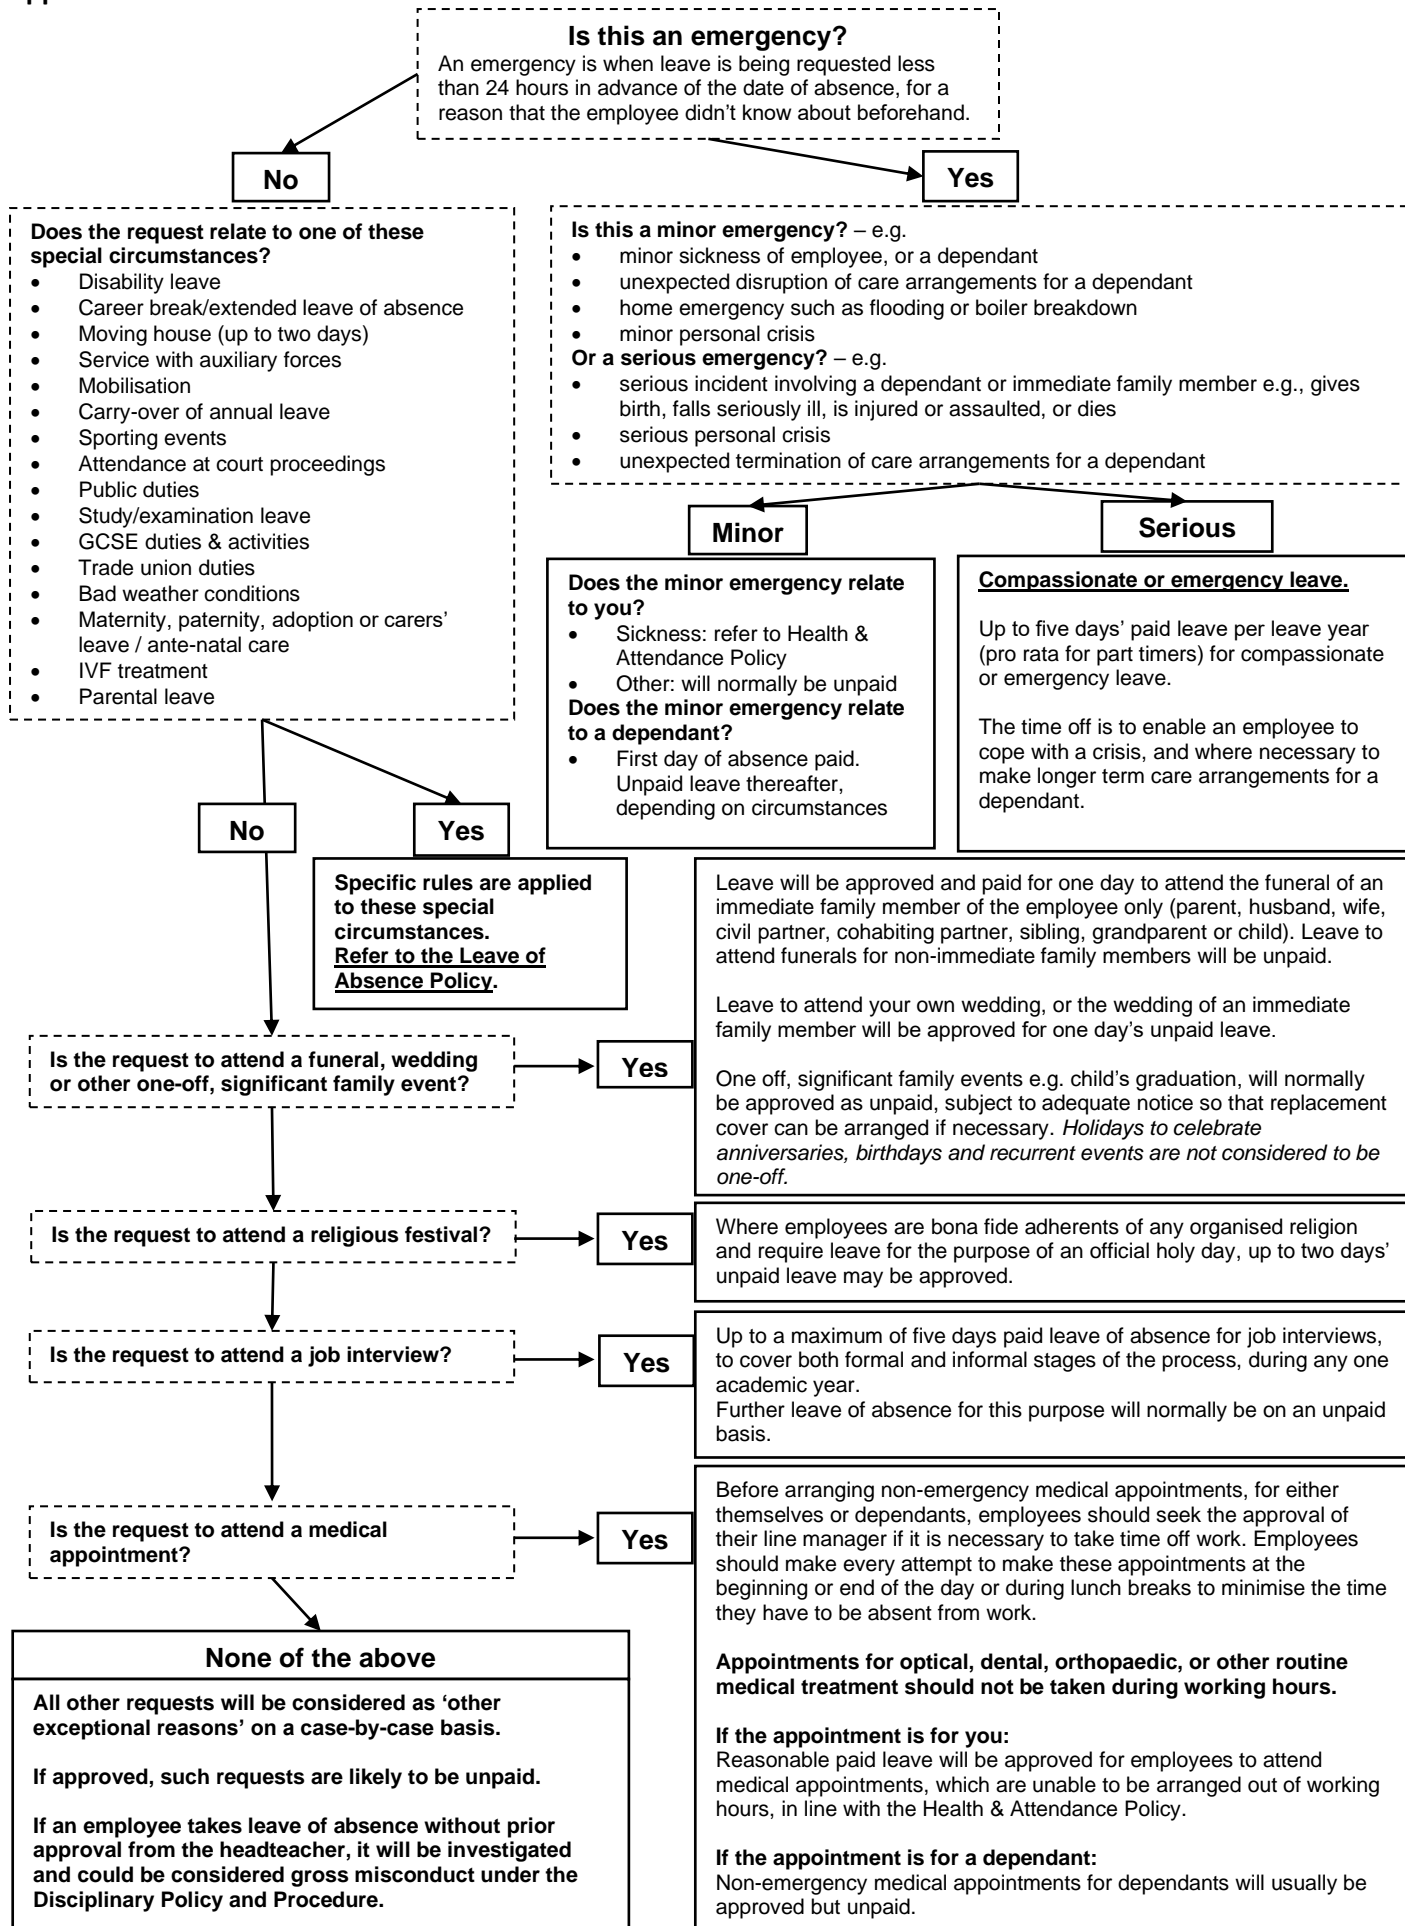 Is this an emergency?
An emergency is when leave is being requested less
than 24 hours in advance of the date of absence, for a
reason that the employee didn’t know about beforehand.
No
Yes
Does the request relate to one of these
special circumstances?
• Disability leave
• Career break/extended leave of absence
• Moving house (up to two days)
• Service with auxiliary forces
• Mobilisation
• Carry-over of annual leave
• Sporting events
• Attendance at court proceedings
• Public duties
• Study/examination leave
• GCSE duties & activities
• Trade union duties
• Bad weather conditions
• Maternity, paternity, adoption or carers’
leave / ante-natal care
• IVF treatment
• Parental leave
Is this a minor emergency? – e.g.
• minor sickness of employee, or a dependant
• unexpected disruption of care arrangements for a dependant
• home emergency such as flooding or boiler breakdown
• minor personal crisis
Or a serious emergency? – e.g.
• serious incident involving a dependant or immediate family member e.g., gives
birth, falls seriously ill, is injured or assaulted, or dies
• serious personal crisis
• unexpected termination of care arrangements for a dependant
Minor
Serious
Does the minor emergency relate
to you?
• Sickness: refer to Health &
Attendance Policy
• Other: will normally be unpaid
Does the minor emergency relate
to a dependant?
• First day of absence paid.
Unpaid leave thereafter,
depending on circumstances
Compassionate or emergency leave.
Up to five days’ paid leave per leave year
(pro rata for part timers) for compassionate
or emergency leave.
The time off is to enable an employee to
cope with a crisis, and where necessary to
make longer term care arrangements for a
dependant.
No
Yes
Specific rules are applied
to these special
circumstances.
Refer to the Leave of
Absence Policy.
Is the request to attend a funeral, wedding
or other one-off, significant family event?
Yes
Leave will be approved and paid for one day to attend the funeral of an
immediate family member of the employee only (parent, husband, wife,
civil partner, cohabiting partner, sibling, grandparent or child). Leave to
attend funerals for non-immediate family members will be unpaid.
Leave to attend your own wedding, or the wedding of an immediate
family member will be approved for one day’s unpaid leave.
One off, significant family events e.g. child’s graduation, will normally
be approved as unpaid, subject to adequate notice so that replacement
cover can be arranged if necessary. Holidays to celebrate
anniversaries, birthdays and recurrent events are not considered to be
one-off.
Is the request to attend a religious festival?
Yes
Where employees are bona fide adherents of any organised religion
and require leave for the purpose of an official holy day, up to two days’
unpaid leave may be approved.
Is the request to attend a job interview?
Yes
Up to a maximum of five days paid leave of absence for job interviews,
to cover both formal and informal stages of the process, during any one
academic year.
Further leave of absence for this purpose will normally be on an unpaid
basis.
Is the request to attend a medical
appointment?
Yes
Before arranging non-emergency medical appointments, for either
themselves or dependants, employees should seek the approval of
their line manager if it is necessary to take time off work. Employees
should make every attempt to make these appointments at the
beginning or end of the day or during lunch breaks to minimise the time
they have to be absent from work.
Appointments for optical, dental, orthopaedic, or other routine
medical treatment should not be taken during working hours.
If the appointment is for you:
Reasonable paid leave will be approved for employees to attend
medical appointments, which are unable to be arranged out of working
hours, in line with the Health & Attendance Policy.
If the appointment is for a dependant:
Non-emergency medical appointments for dependants will usually be
approved but unpaid.
None of the above
All other requests will be considered as ‘other
exceptional reasons’ on a case-by-case basis.
If approved, such requests are likely to be unpaid.
If an employee takes leave of absence without prior
approval from the headteacher, it will be investigated
and could be considered gross misconduct under the
Disciplinary Policy and Procedure.